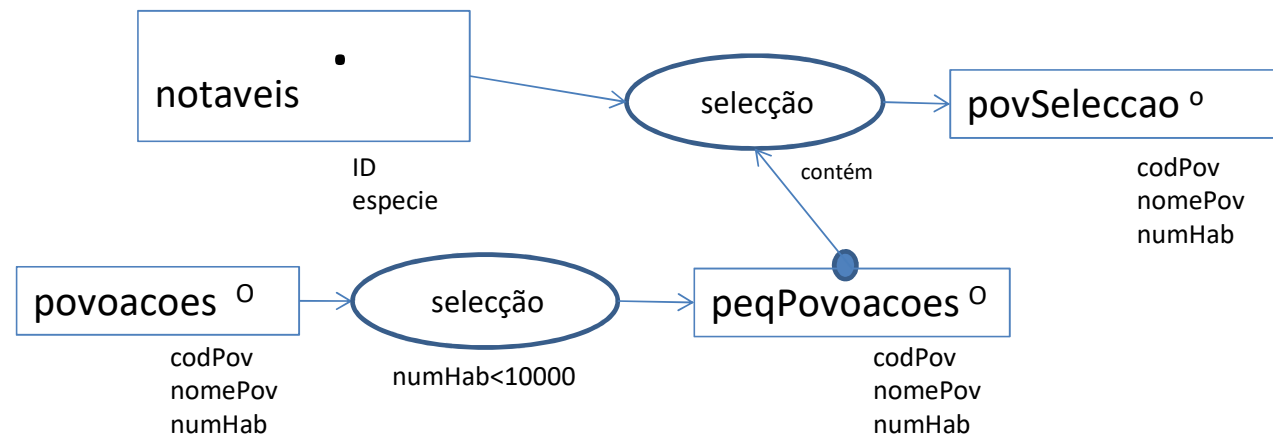 notaveis
ID
especie
selecção
contém
povSeleccao º
codPov
nomePov
numHab
povoacoes O
codPov
nomePov
numHab
selecção
numHab<10000
peqPovoacoes O
codPov
nomePov
numHab